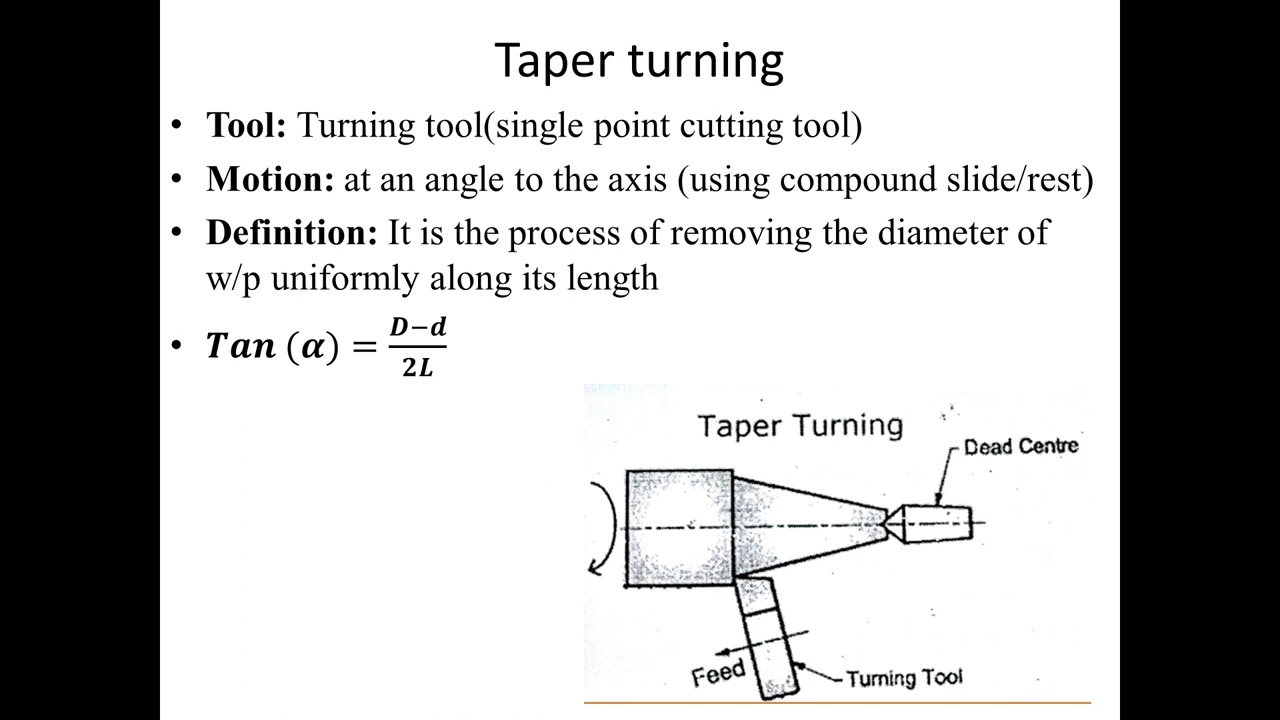 Taper turning
• Tool: Turning tool(single point cutting tool)
• Motion: at an angle to the axis (using compound slide/rest)
• Definition: It is the process of removing the diameter of
w/p uniformly along its length
• Tan (α) = D−d / 2L
Taper Turning
Dead Centre
Feed
Turning Tool